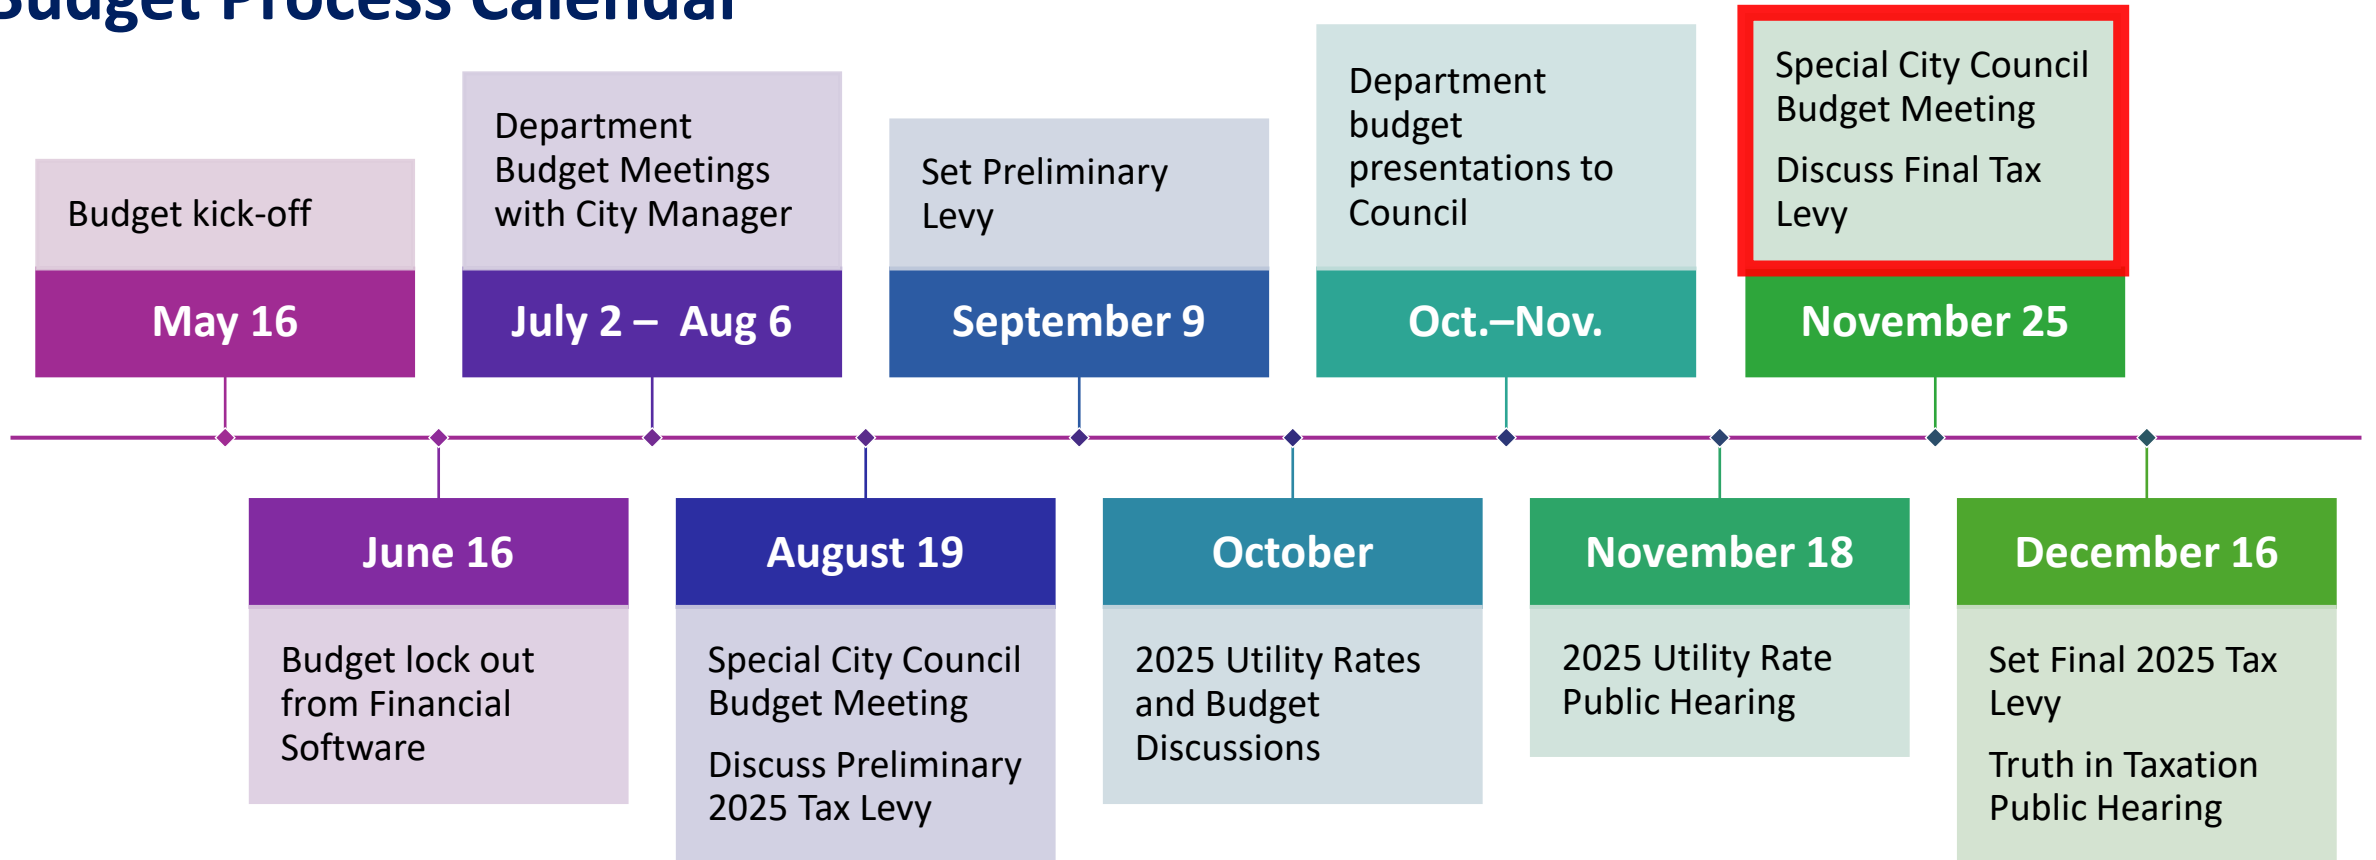 Budget Process Calendar
Budget kick-off
May 16
June 16
Budget lock out
from Financial
Software
Department
Budget Meetings
with City Manager
July 2 – Aug 6
August 19
Special City Council
Budget Meeting
Discuss Preliminary
2025 Tax Levy
Set Preliminary
Levy
September 9
October
2025 Utility Rates
and Budget
Discussions
Department
budget
presentations to
Council
Oct.–Nov.
November 18
2025 Utility Rate
Public Hearing
Special City Council
Budget Meeting
Discuss Final Tax
Levy
November 25
December 16
Set Final 2025 Tax
Levy
Truth in Taxation
Public Hearing